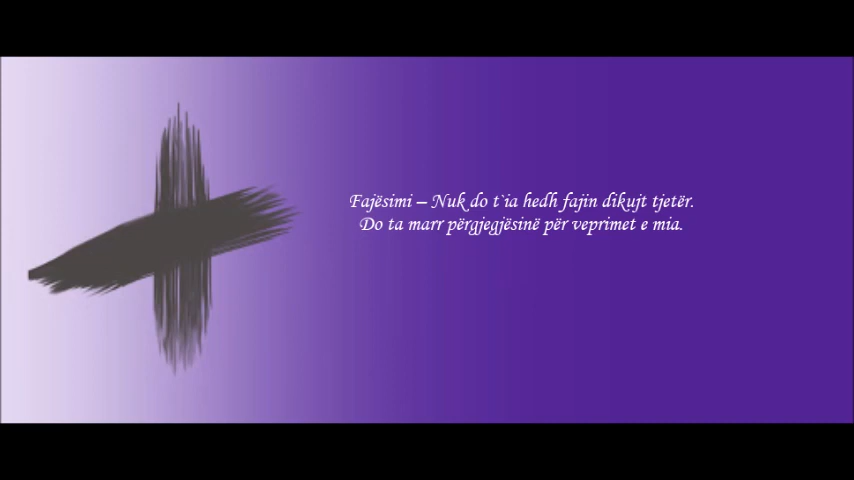 Fajësimi – Nuk do t`ia hedh fajin dikujt tjetër.
Do ta marr përgjegjësinë për veprimet e mia.